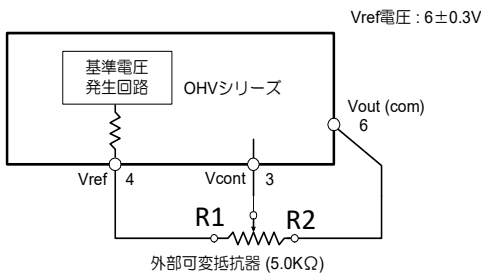 Vref電圧 : 6±0.3V
基準電圧
発生回路
OHVシリーズ
Vout (com)
6
Vref 4
Vcont 3
R1 R2
外部可変抵抗器 (5.0KΩ)